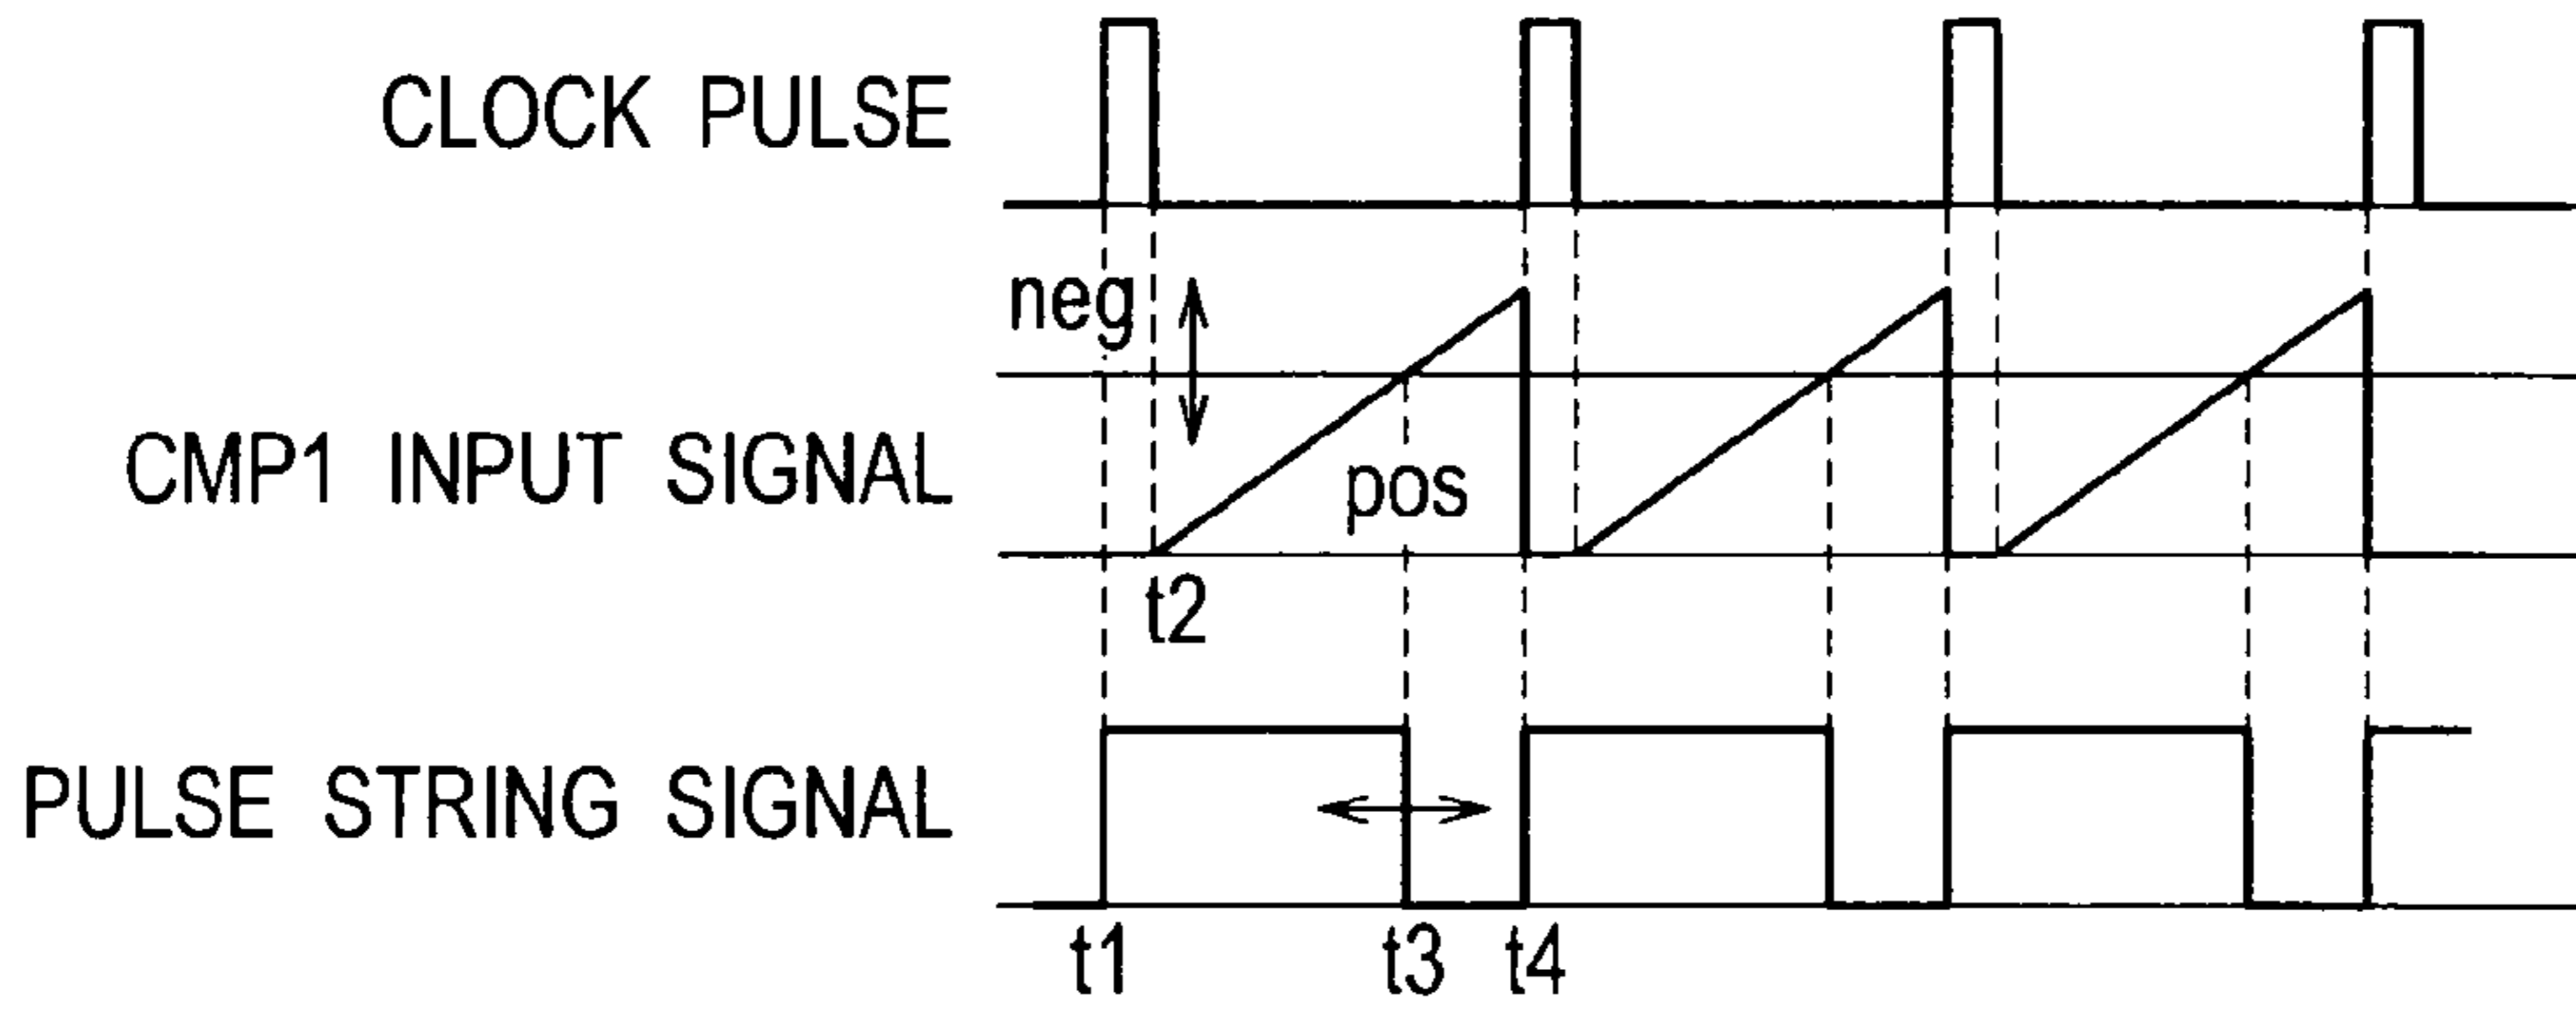 CLOCK PULSE
neg
CMP1 INPUT SIGNAL
pos
t2
PULSE STRING SIGNAL
t1 t3 t4